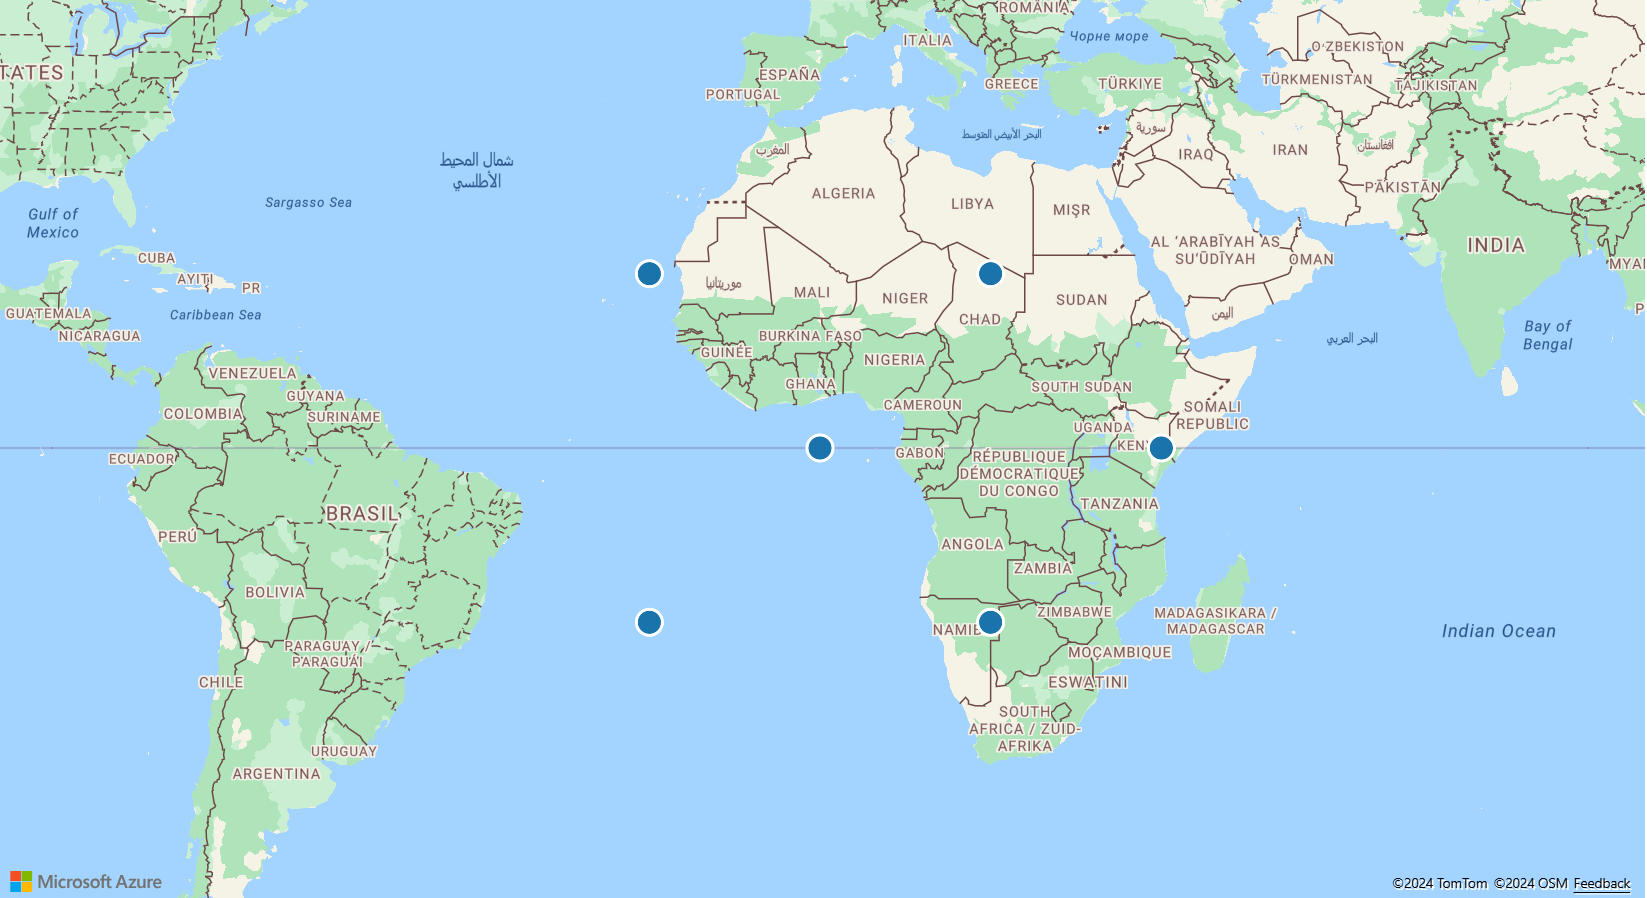 ROMÂNIA
Чорне море
ITALIA
O'ZBEKISTON
TATES
ESPAÑA
GREECE
TÜRKIYE
TÜRKMENISTAN
TAJIKISTAN
PORTUGAL
سورية
البحر الأبيض المتوسط
المغرب
شمال المحيط
الأطلسي
IRAQ
IRAN
افغانستان
PĀKISTĀN
ALGERIA
LIBYA
MIŞR
Sargasso Sea
Gulf of
Mexico
AL ‘ARABĪYAH AS
SU‘ŪDĪYAH
OMAN
INDIA
CUBA
AYITI
PR
MYAN
موريتانيا
MALI
NIGER
SUDAN
اليمن
GUATEMALA
Caribbean Sea
CHAD
NICARAGUA
BURKINA FASO
البحر العربي
Bay of
Bengal
P
GUINÉE
NIGERIA
VENEZUELA
GHANA
SOUTH SUDAN
GUYANA
SURINAME
COLOMBIA
CAMEROUN
SOMALI
REPUBLIC
UGANDA
KENY
ECUADOR
GABON
RÉPUBLIQUE
DÉMOCRATIQUE
DU CONGO
BRASIL
TANZANIA
PERÚ
ANGOLA
ZAMBIA
BOLIVIA
ZIMBABWE
MADAGASIKARA /
MADAGASCAR
NAMIB
Indian Ocean
PARAGUAY /
PARAGUÁI
MOÇAMBIQUE
CHILE
ESWATINI
SOUTH
AFRICA / ZUID-
AFRIKA
URUGUAY
ARGENTINA
Microsoft Azure
©2024 TomTom ©2024 OSM Feedback